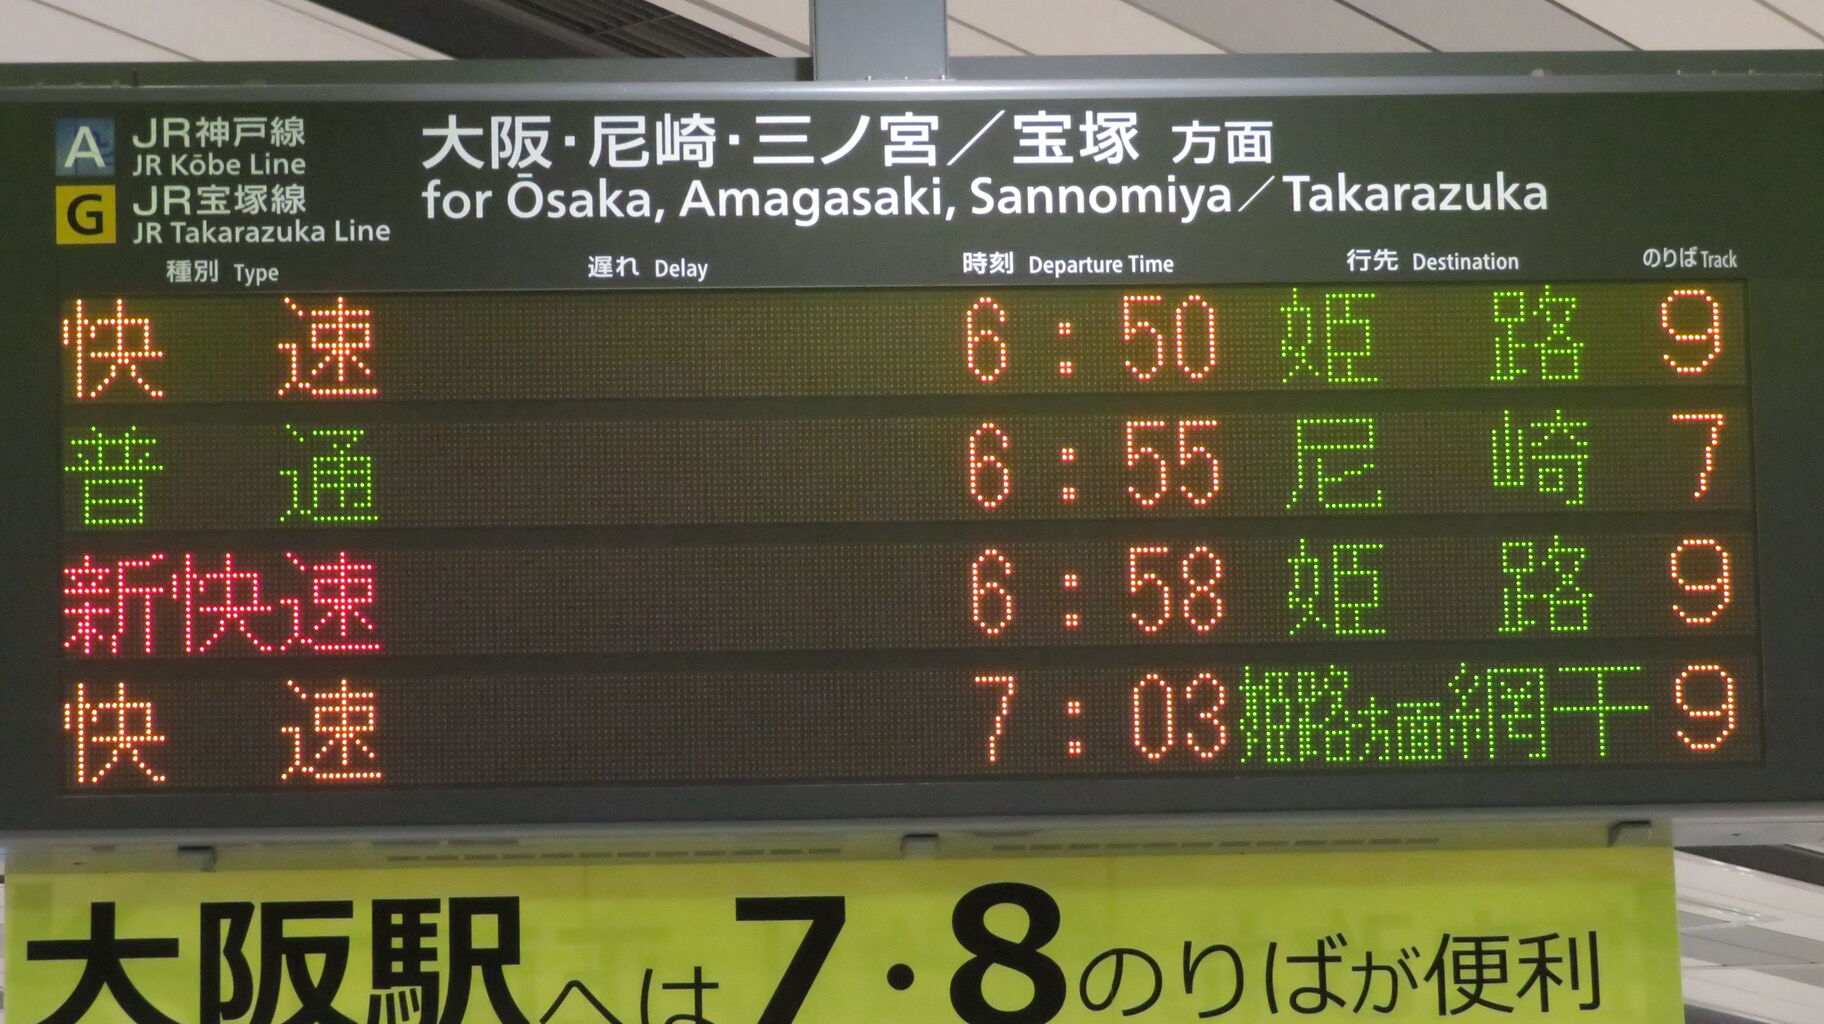 A JR神戸線 大阪・尼崎・三ノ宮／宝塚 方面
JR Kōbe Line
G JR宝塚線 for Ōsaka, Amagasaki, Sannomiya／Takarazuka
JR Takarazuka Line
種別 Type 遅れ Delay 時刻 Departure Time 行先 Destination のりば Track
快 速 6：50 姫 路 9
普 通 6：55 尼 崎 7
新快速 6：58 姫 路 9
快 速 7：03 姫路方面網干 9
大阪駅へは7・8のりばが便利